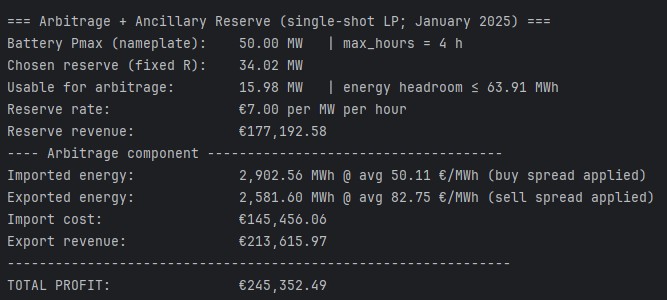 === Arbitrage + Ancillary Reserve (single-shot LP; January 2025) ===
Battery Pmax (nameplate):    50.00 MW   | max_hours = 4 h
Chosen reserve (fixed R):    34.02 MW
Usable for arbitrage:        15.98 MW   | energy headroom ≤ 63.91 MWh
Reserve rate:                €7.00 per MW per hour
Reserve revenue:             €177,192.58
---- Arbitrage component ------------------------------------
Imported energy:             2,902.56 MWh @ avg 50.11 €/MWh (buy spread applied)
Exported energy:             2,581.60 MWh @ avg 82.75 €/MWh (sell spread applied)
Import cost:                 €145,456.06
Export revenue:              €213,615.97
--------------------------------------------------------------
TOTAL PROFIT:                €245,352.49